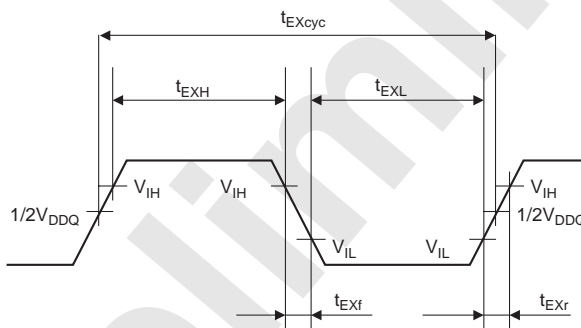 tEXcyc
tEXH tEXL
VIH VIH VIH
1/2VDDQ 1/2VDDQ
VIL VIL
tEXf tEXr